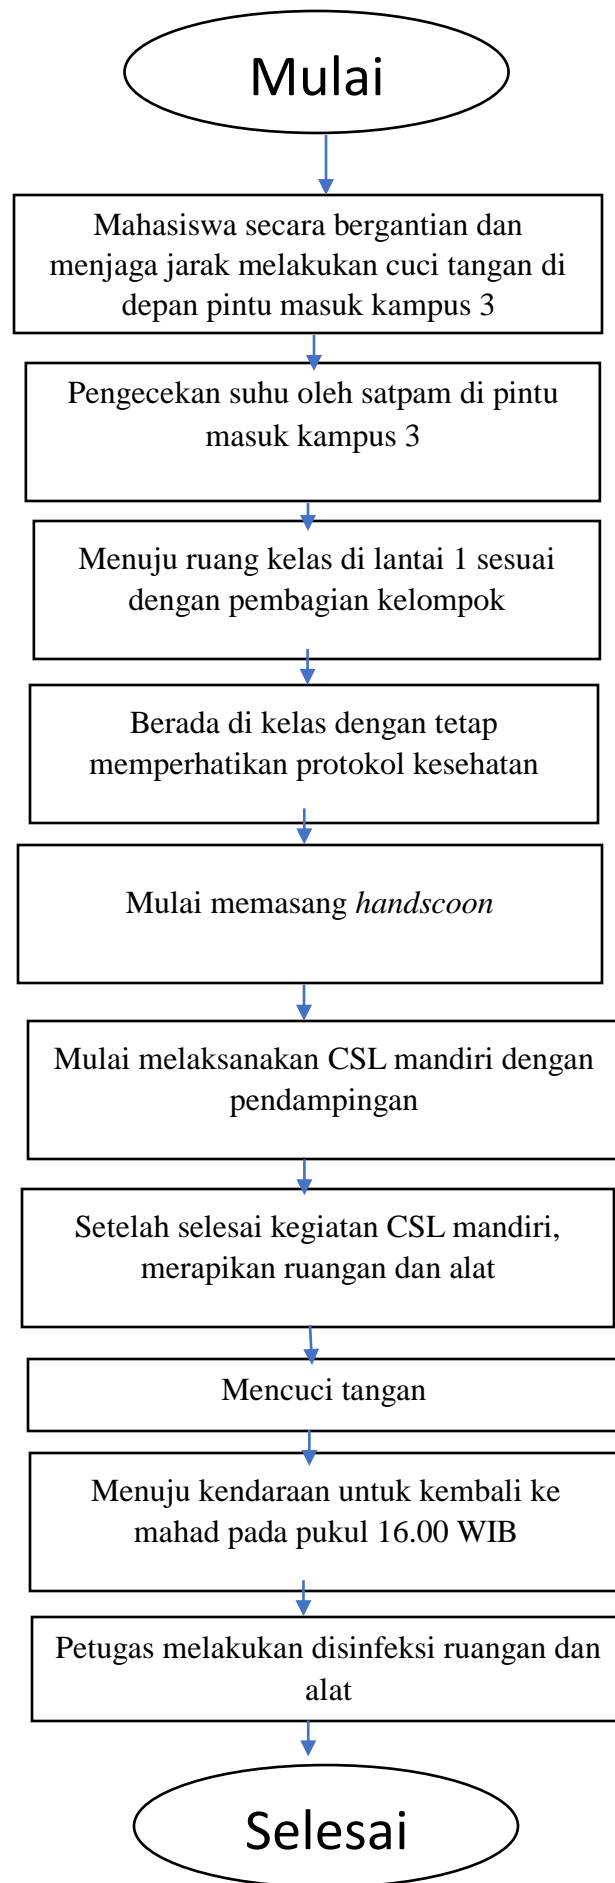 Mulai
Mahasiswa secara bergantian dan
menjaga jarak melakukan cuci tangan di
depan pintu masuk kampus 3
Pengecekan suhu oleh satpam di pintu
masuk kampus 3
Menuju ruang kelas di lantai 1 sesuai
dengan pembagian kelompok
Berada di kelas dengan tetap
memperhatikan protokol kesehatan
Mulai memasang handscoon
Mulai melaksanakan CSL mandiri dengan
pendampingan
Setelah selesai kegiatan CSL mandiri,
merapikan ruangan dan alat
Mencuci tangan
Menuju kendaraan untuk kembali ke
mahad pada pukul 16.00 WIB
Petugas melakukan disinfeksi ruangan dan
alat
Selesai